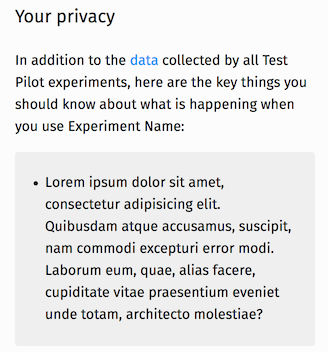 Your privacy
In addition to the data collected by all Test
Pilot experiments, here are the key things you
should know about what is happening when
you use Experiment Name:
• Lorem ipsum dolor sit amet,
consectetur adipisicing elit.
Quibusdam atque accusamus, suscipit,
nam commodi excepturi error modi.
Laborum eum, quae, alias facere,
cupiditate vitae praesentium eveniet
unde totam, architecto molestiae?